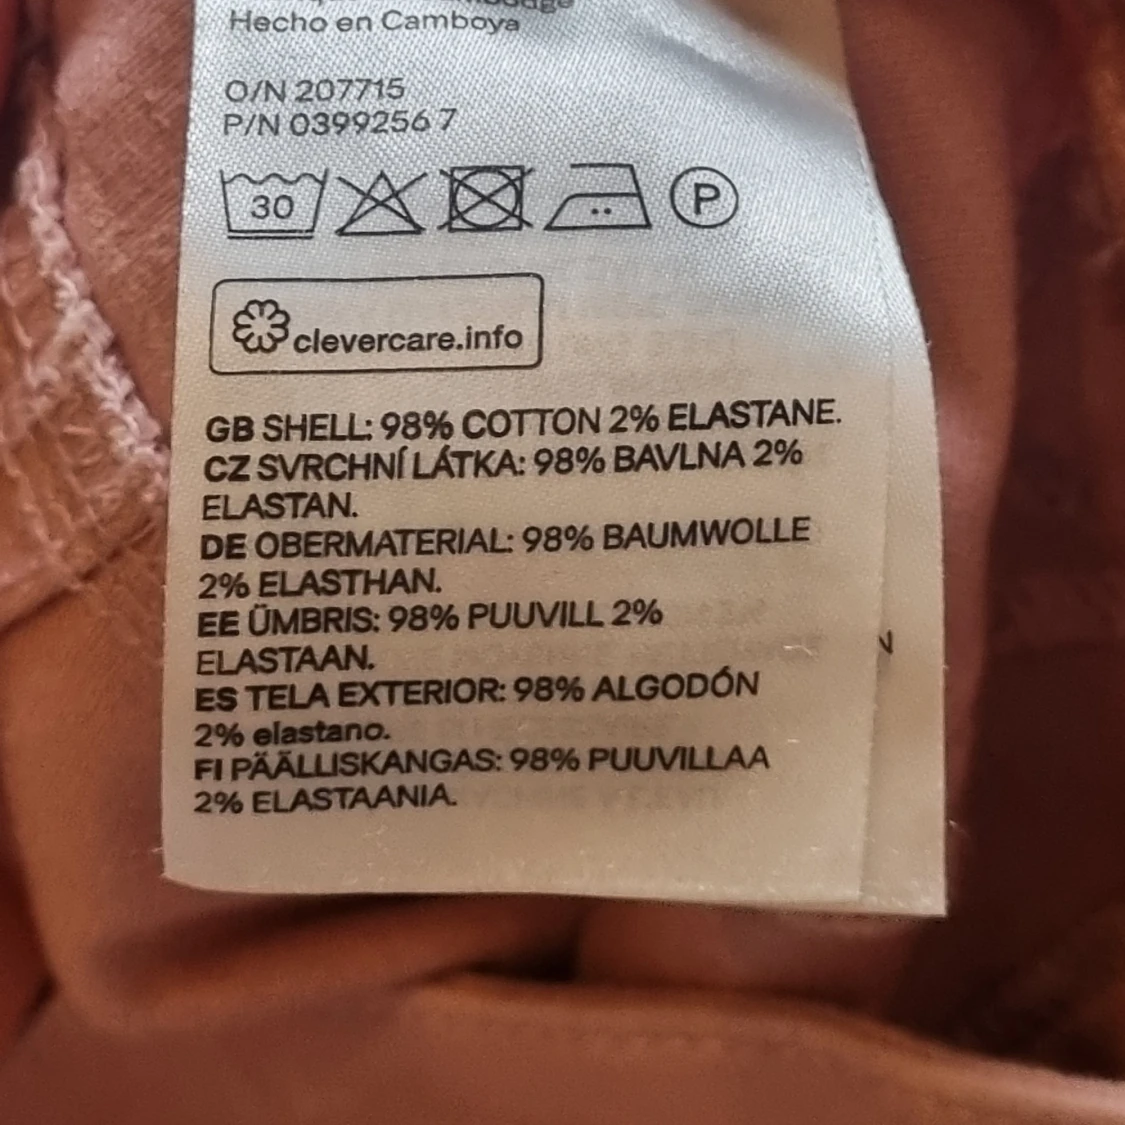 Hecho en Camboya
O/N 207715
P/N 0399256 7
30
P
clevercare.info
GB SHELL: 98% COTTON 2% ELASTANE.
CZ SVRCHNÍ LÁTKA: 98% BAVLNA 2%
ELASTAN.
DE OBERMATERIAL: 98% BAUMWOLLE
2% ELASTHAN.
EE ÜMBRIS: 98% PUUVILL 2%
ELASTAAN.
ES TELA EXTERIOR: 98% ALGODÓN
2% elastano.
FI PÄÄLLISKANGAS: 98% PUUVILLAA
2% ELASTAANIA.